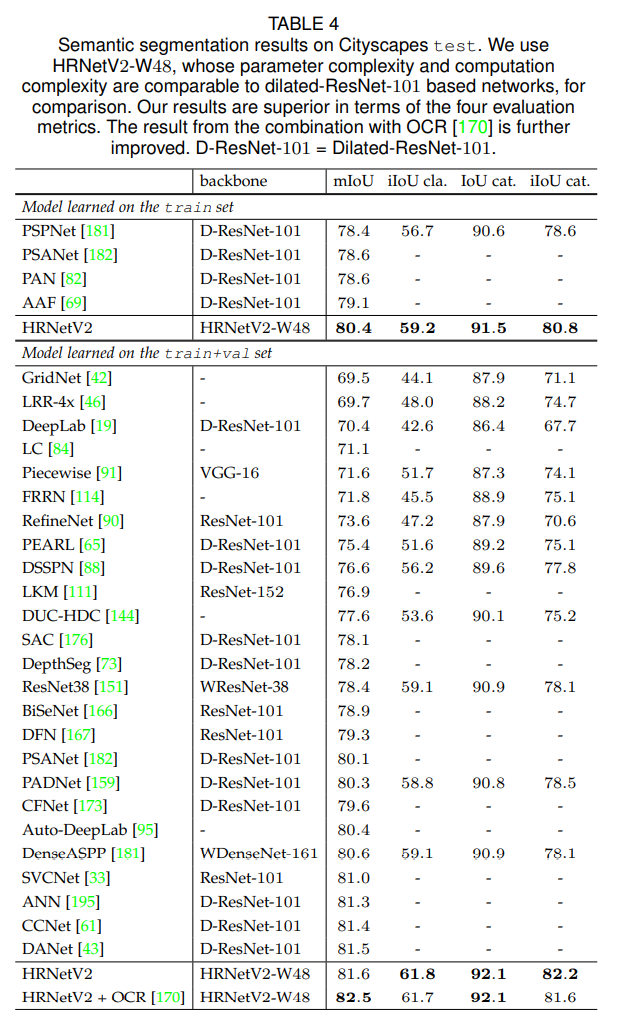 TABLE 4
Semantic segmentation results on Cityscapes test. We use
HRNetV2-W48, whose parameter complexity and computation
complexity are comparable to dilated-ResNet-101 based networks, for
comparison. Our results are superior in terms of the four evaluation
metrics. The result from the combination with OCR [170] is further
improved. D-ResNet-101 = Dilated-ResNet-101.
backbone mIoU iIoU cla. IoU cat. iIoU cat.
Model learned on the train set
PSPNet [181] D-ResNet-101 78.4 56.7 90.6 78.6
PSANet [182] D-ResNet-101 78.6 - - -
PAN [82] D-ResNet-101 78.6 - - -
AAF [69] D-ResNet-101 79.1 - - -
HRNetV2 HRNetV2-W48 80.4 59.2 91.5 80.8
Model learned on the train+val set
GridNet [42] - 69.5 44.1 87.9 71.1
LRR-4x [46] - 69.7 48.0 88.2 74.7
DeepLab [19] D-ResNet-101 70.4 42.6 86.4 67.7
LC [84] - 71.1 - - -
Piecewise [91] VGG-16 71.6 51.7 87.3 74.1
FRRN [114] - 71.8 45.5 88.9 75.1
RefineNet [90] ResNet-101 73.6 47.2 87.9 70.6
PEARL [65] D-ResNet-101 75.4 51.6 89.2 75.1
DSSPN [88] D-ResNet-101 76.6 56.2 89.6 77.8
LKM [111] ResNet-152 76.9 - - -
DUC-HDC [144] - 77.6 53.6 90.1 75.2
SAC [176] D-ResNet-101 78.1 - - -
DepthSeg [73] D-ResNet-101 78.2 - - -
ResNet38 [151] WResNet-38 78.4 59.1 90.9 78.1
BiSeNet [166] ResNet-101 78.9 - - -
DFN [167] ResNet-101 79.3 - - -
PSANet [182] D-ResNet-101 80.1 - - -
PADNet [159] D-ResNet-101 80.3 58.8 90.8 78.5
CFNet [173] D-ResNet-101 79.6 - - -
Auto-DeepLab [95] - 80.4 - - -
DenseASPP [181] WDenseNet-161 80.6 59.1 90.9 78.1
SVCNet [33] ResNet-101 81.0 - - -
ANN [195] D-ResNet-101 81.3 - - -
CCNet [61] D-ResNet-101 81.4 - - -
DANet [43] D-ResNet-101 81.5 - - -
HRNetV2 HRNetV2-W48 81.6 61.8 92.1 82.2
HRNetV2 + OCR [170] HRNetV2-W48 82.5 61.7 92.1 81.6